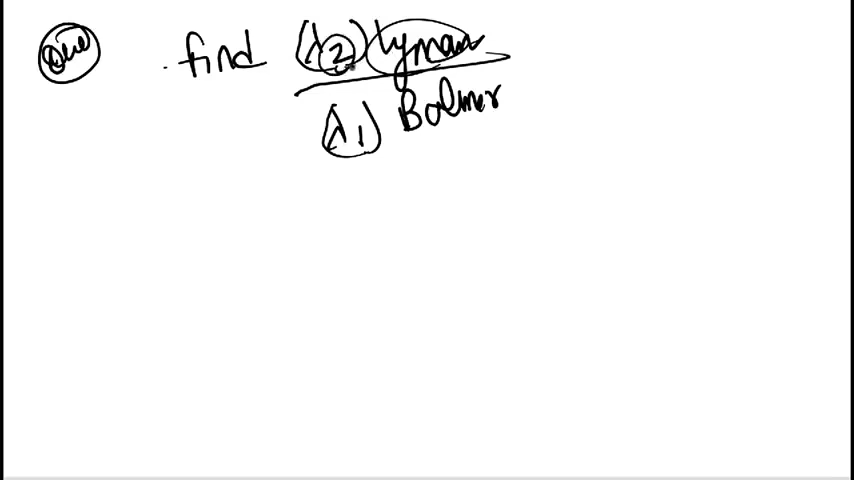 Que . find (λ2) Lyman
(λ1) Balmer